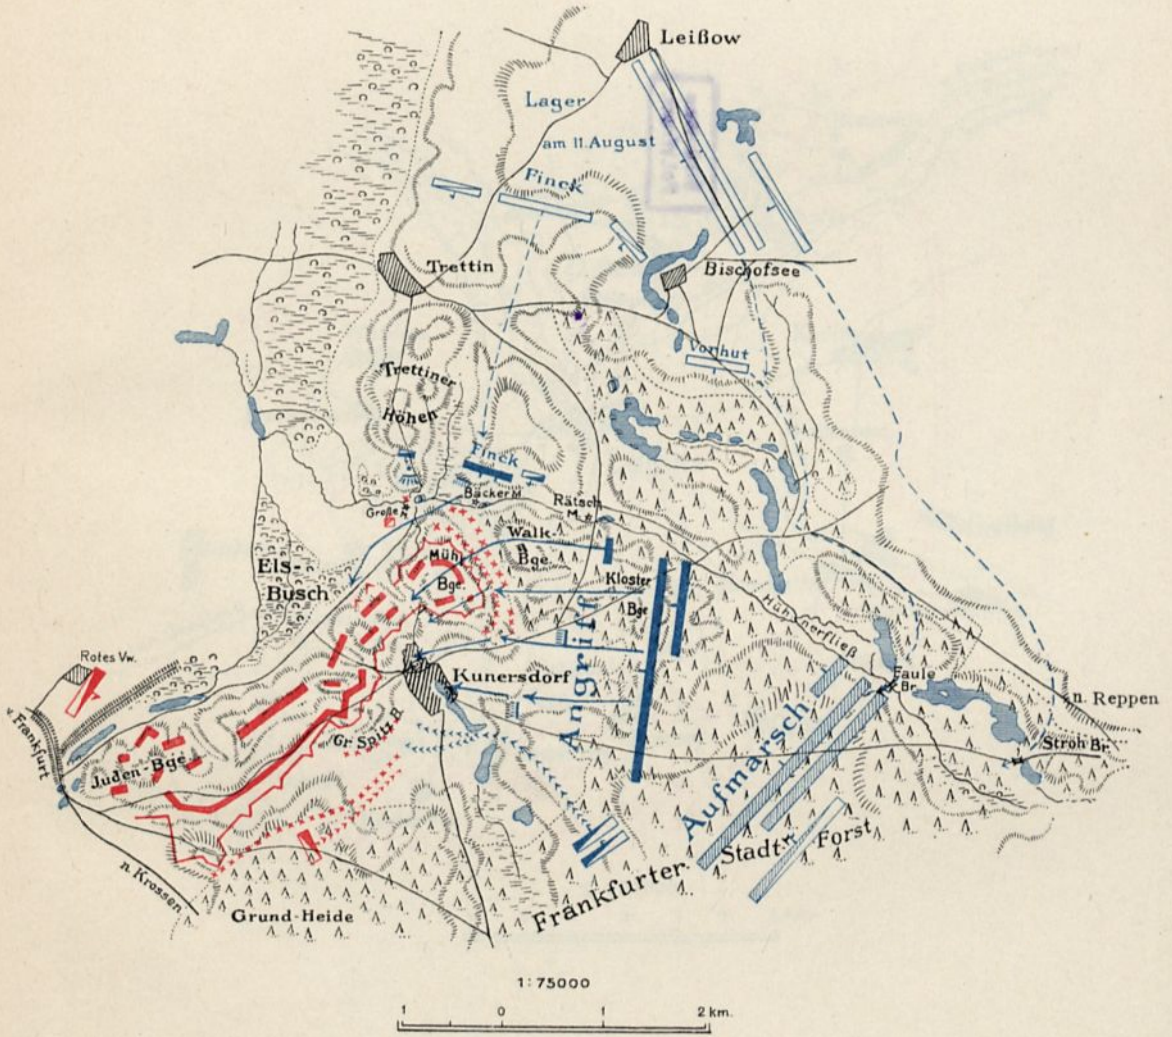 Leißow
Lager
am 11. August
Finck
Trettin
Bischofsee
Vorhut
Trettiner
Höhen
Finck
Bäcker M.
Rätsch
M.
Große M.
Walk-
Bge.
Mühl
Bge.
Kloster
Bge
Els-
Busch
Hühnerfließ
Angriff
Rotes Vw.
Kunersdorf
Faule
Br.
n. Reppen
n. Frankfurt
Gr. Spitz B.
Stroh Br.
Juden-Bge.
Aufmarsch
Frankfurter Stadt-Forst
n. Krossen
Grund-Heide
1:75000
1 0 1 2 km.